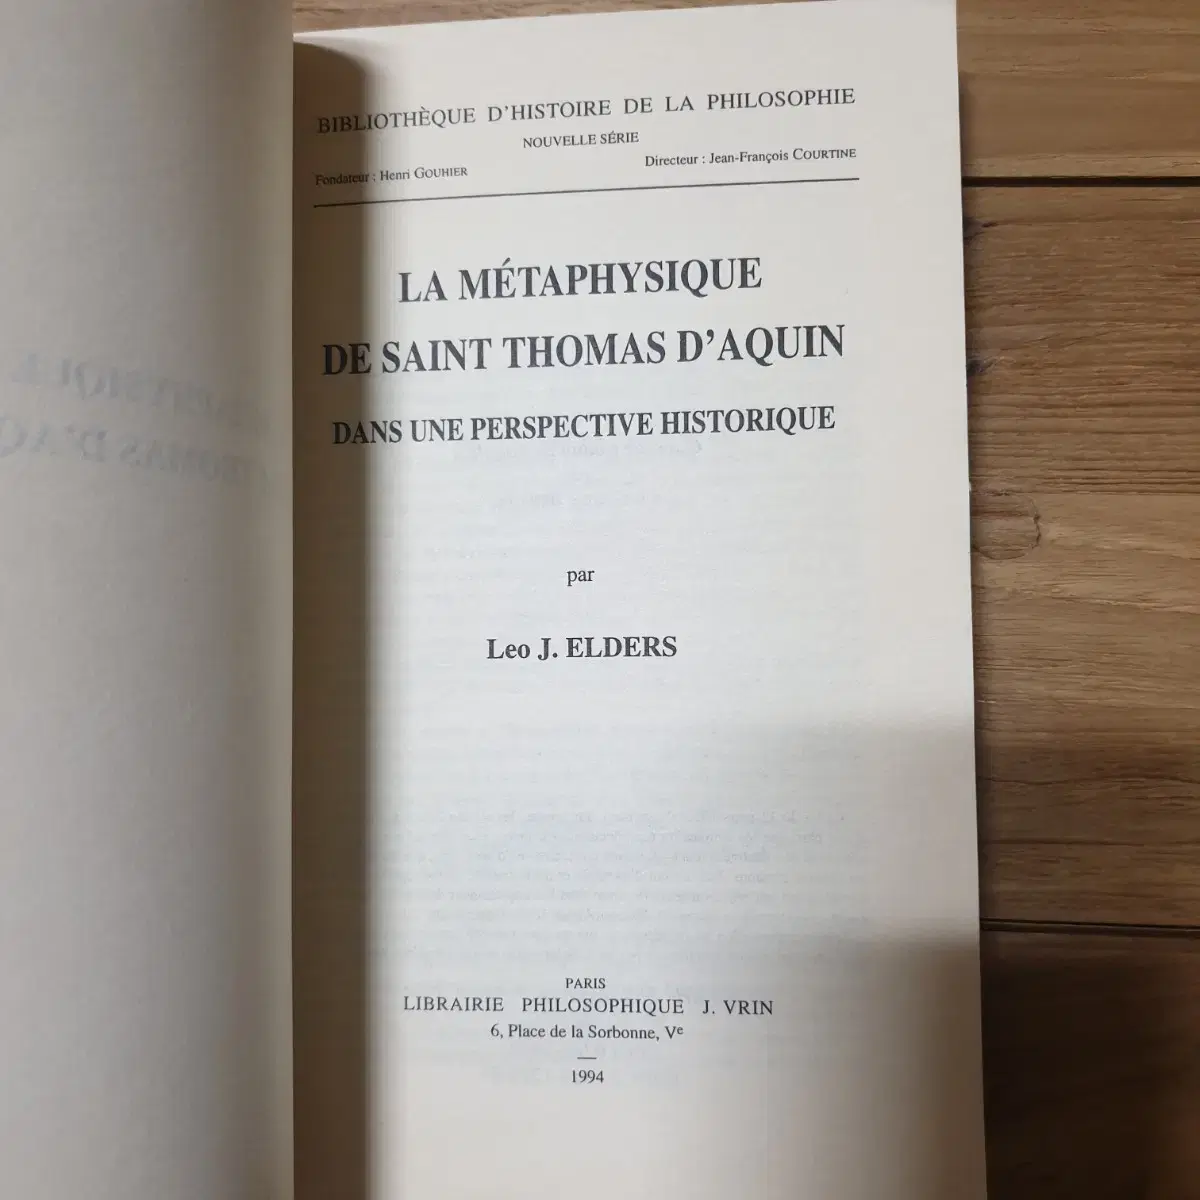 BIBLIOTHÈQUE D'HISTOIRE DE LA PHILOSOPHIE
NOUVELLE SÉRIE
Fondateur : Henri GOUHIER
Directeur : Jean-François COURTINE
LA MÉTAPHYSIQUE
DE SAINT THOMAS D'AQUIN
DANS UNE PERSPECTIVE HISTORIQUE
par
Leo J. ELDERS
PARIS
LIBRAIRIE PHILOSOPHIQUE J. VRIN
6, Place de la Sorbonne, Ve
1994